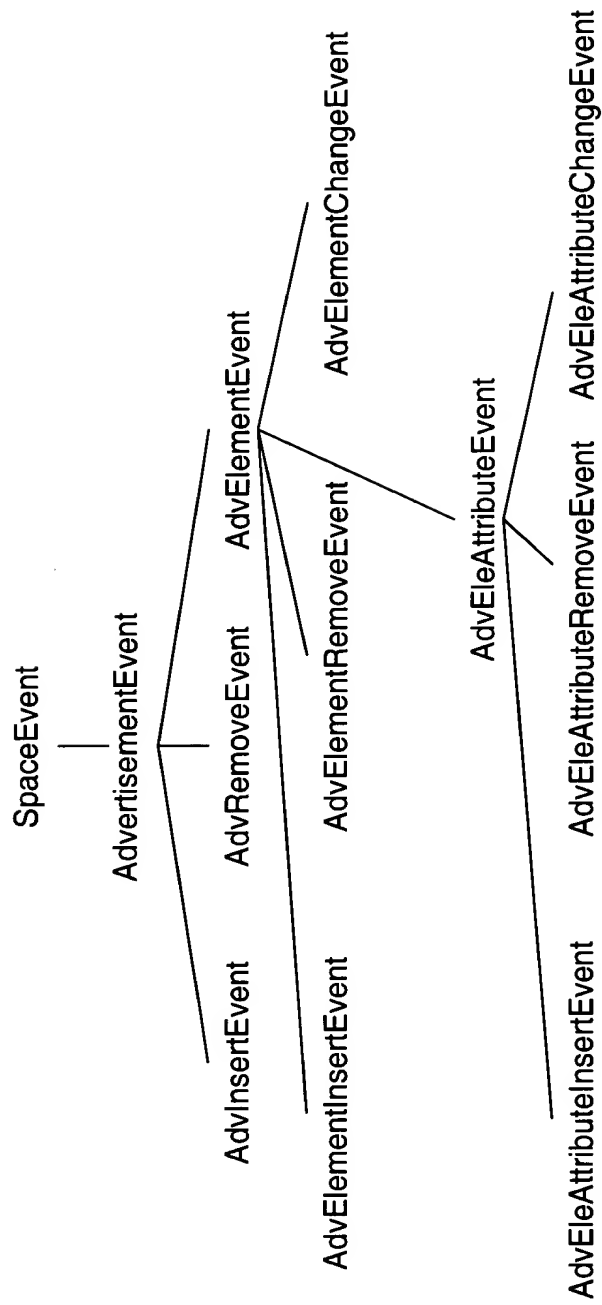 SpaceEvent
AdvertisementEvent
AdvInsertEvent
AdvRemoveEvent
AdvElementEvent
AdvElementInsertEvent
AdvElementRemoveEvent
AdvElementChangeEvent
AdvEleAttributeEvent
AdvEleAttributeInsertEvent
AdvEleAttributeRemoveEvent
AdvEleAttributeChangeEvent